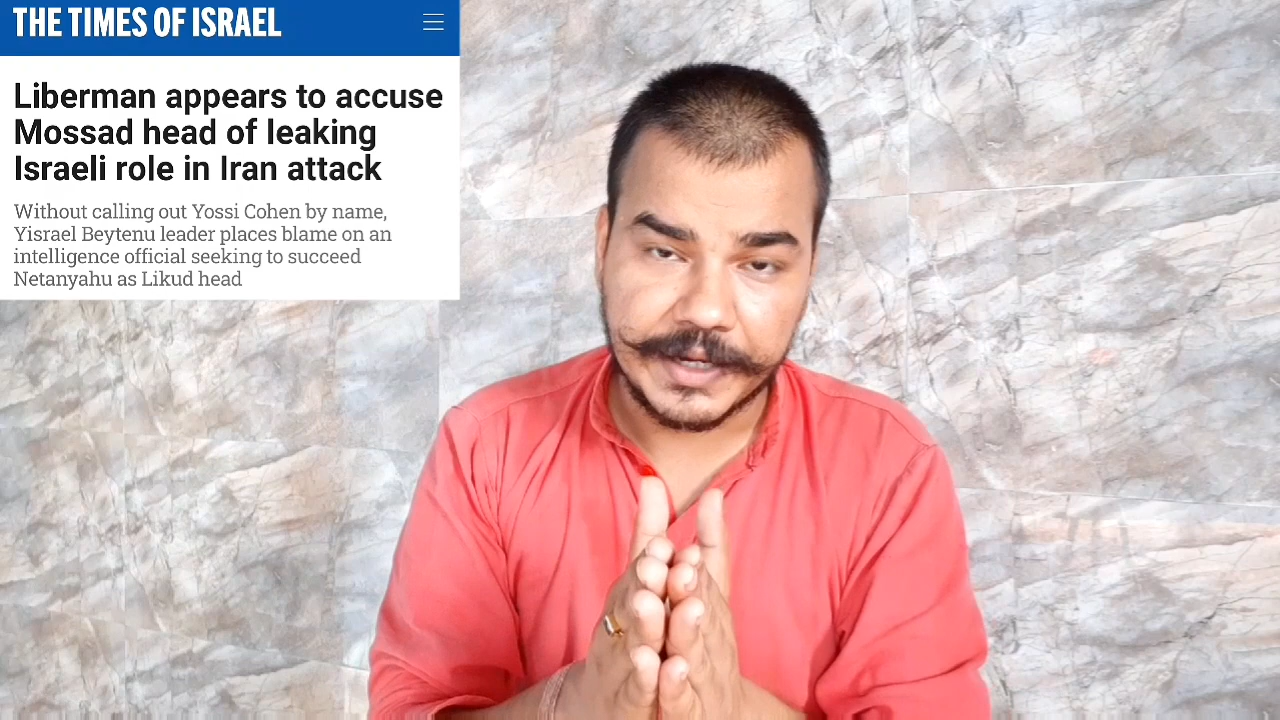 THE TIMES OF ISRAEL
Liberman appears to accuse
Mossad head of leaking
Israeli role in Iran attack
Without calling out Yossi Cohen by name,
Yisrael Beytenu leader places blame on an
intelligence official seeking to succeed
Netanyahu as Likud head